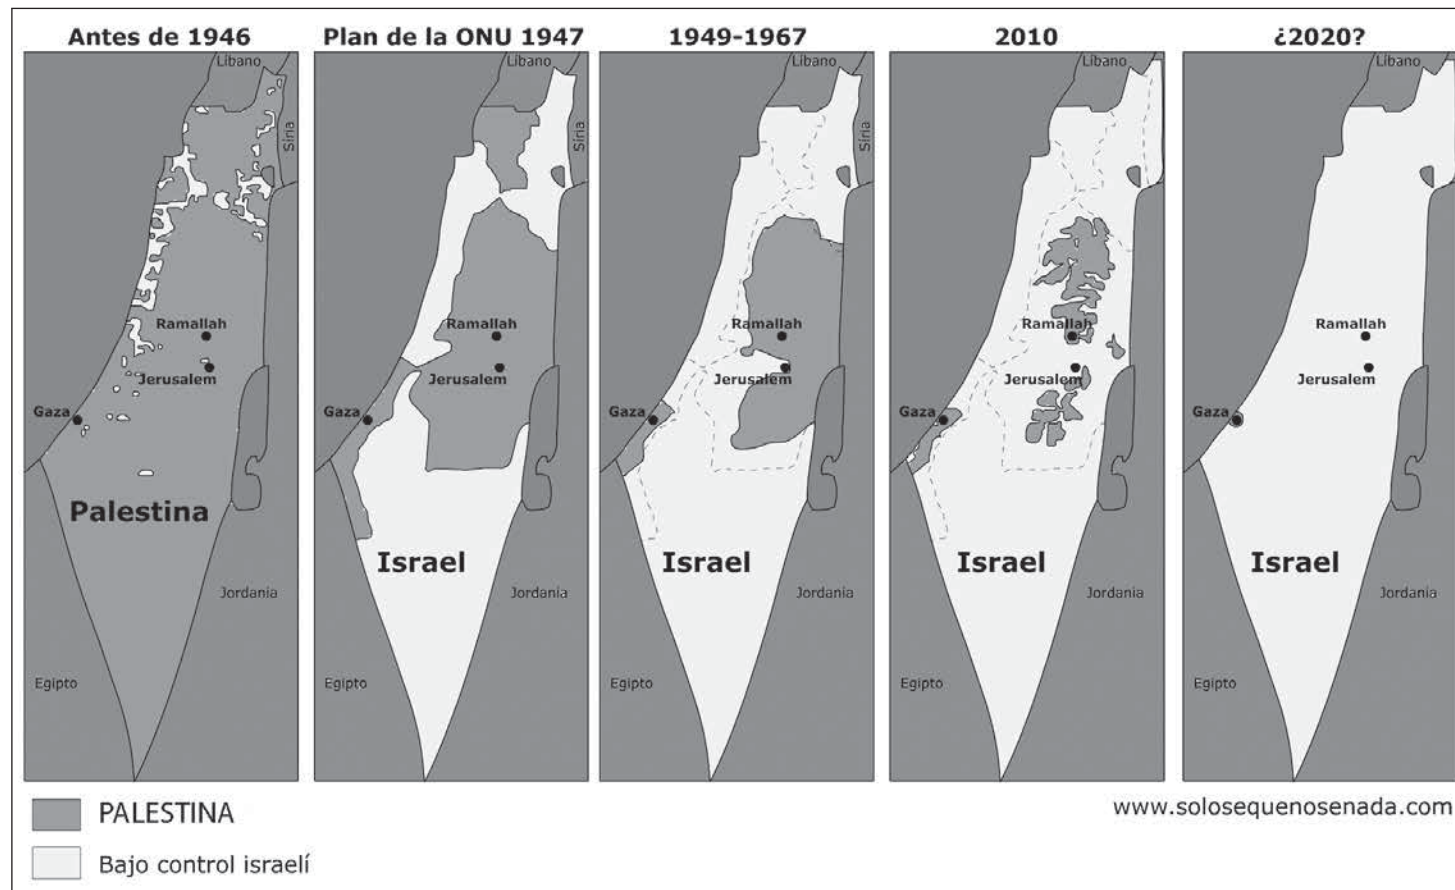 Antes de 1946
Plan de la ONU 1947
1949-1967
2010
¿2020?
Siria
Ramallah
Jerusalem
Gaza
Palestina
Jordania
Egipto
Líbano
Siria
Ramallah
Jerusalem
Gaza
Israel
Jordania
Egipto
Líbano
Ramallah
Jerusalem
Gaza
Israel
Jordania
Egipto
Líbano
Ramallah
Jerusalem
Gaza
Israel
Jordania
Egipto
Líbano
Ramallah
Jerusalem
Gaza
Israel
Jordania
Egipto
Líbano
PALESTINA
Bajo control israelí
www.solosequenosenada.com